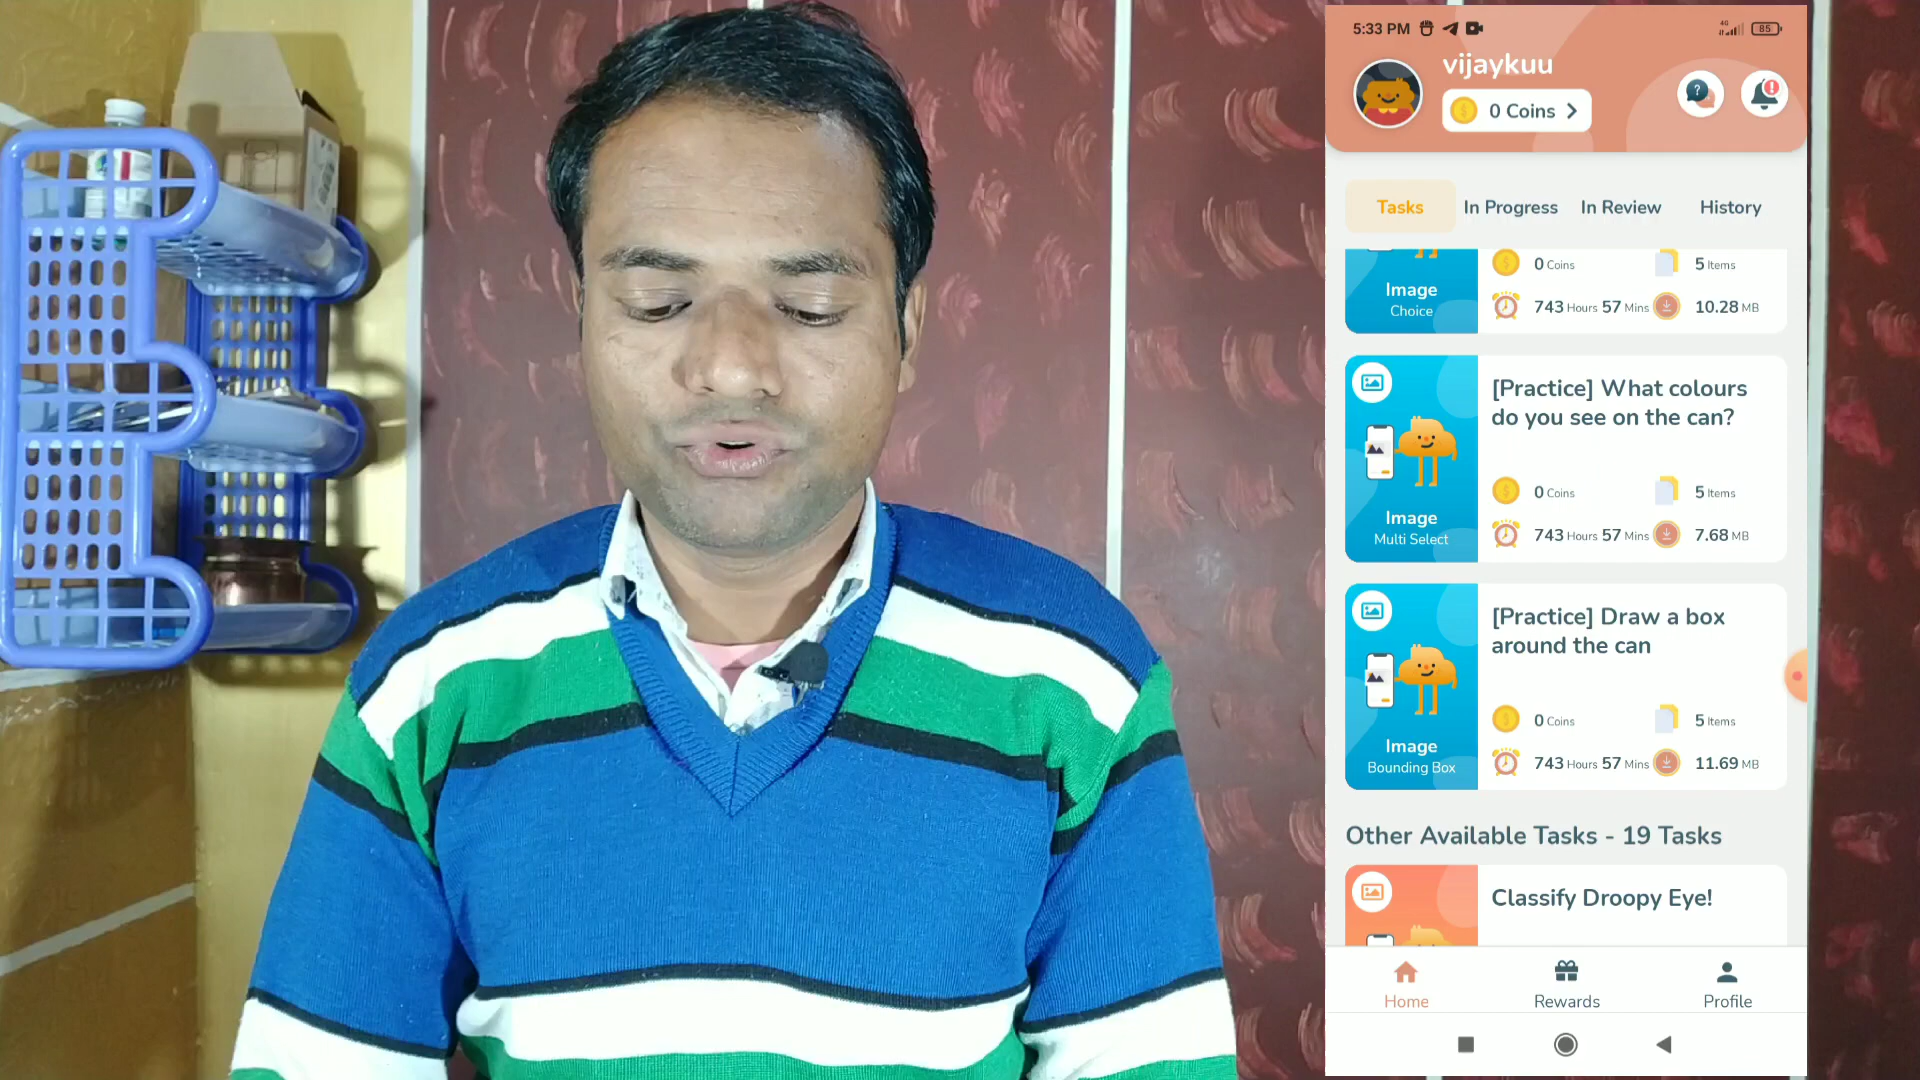 5:33 PM
4G
85
vijaykuu
0 Coins
Tasks
In Progress
In Review
History
0 Coins
5 Items
Image
Choice
743 Hours 57 Mins
10.28 MB
[Practice] What colours
do you see on the can?
0 Coins
5 Items
Image
Multi Select
743 Hours 57 Mins
7.68 MB
[Practice] Draw a box
around the can
0 Coins
5 Items
Image
Bounding Box
743 Hours 57 Mins
11.69 MB
Other Available Tasks - 19 Tasks
Classify Droopy Eye!
Home
Rewards
Profile